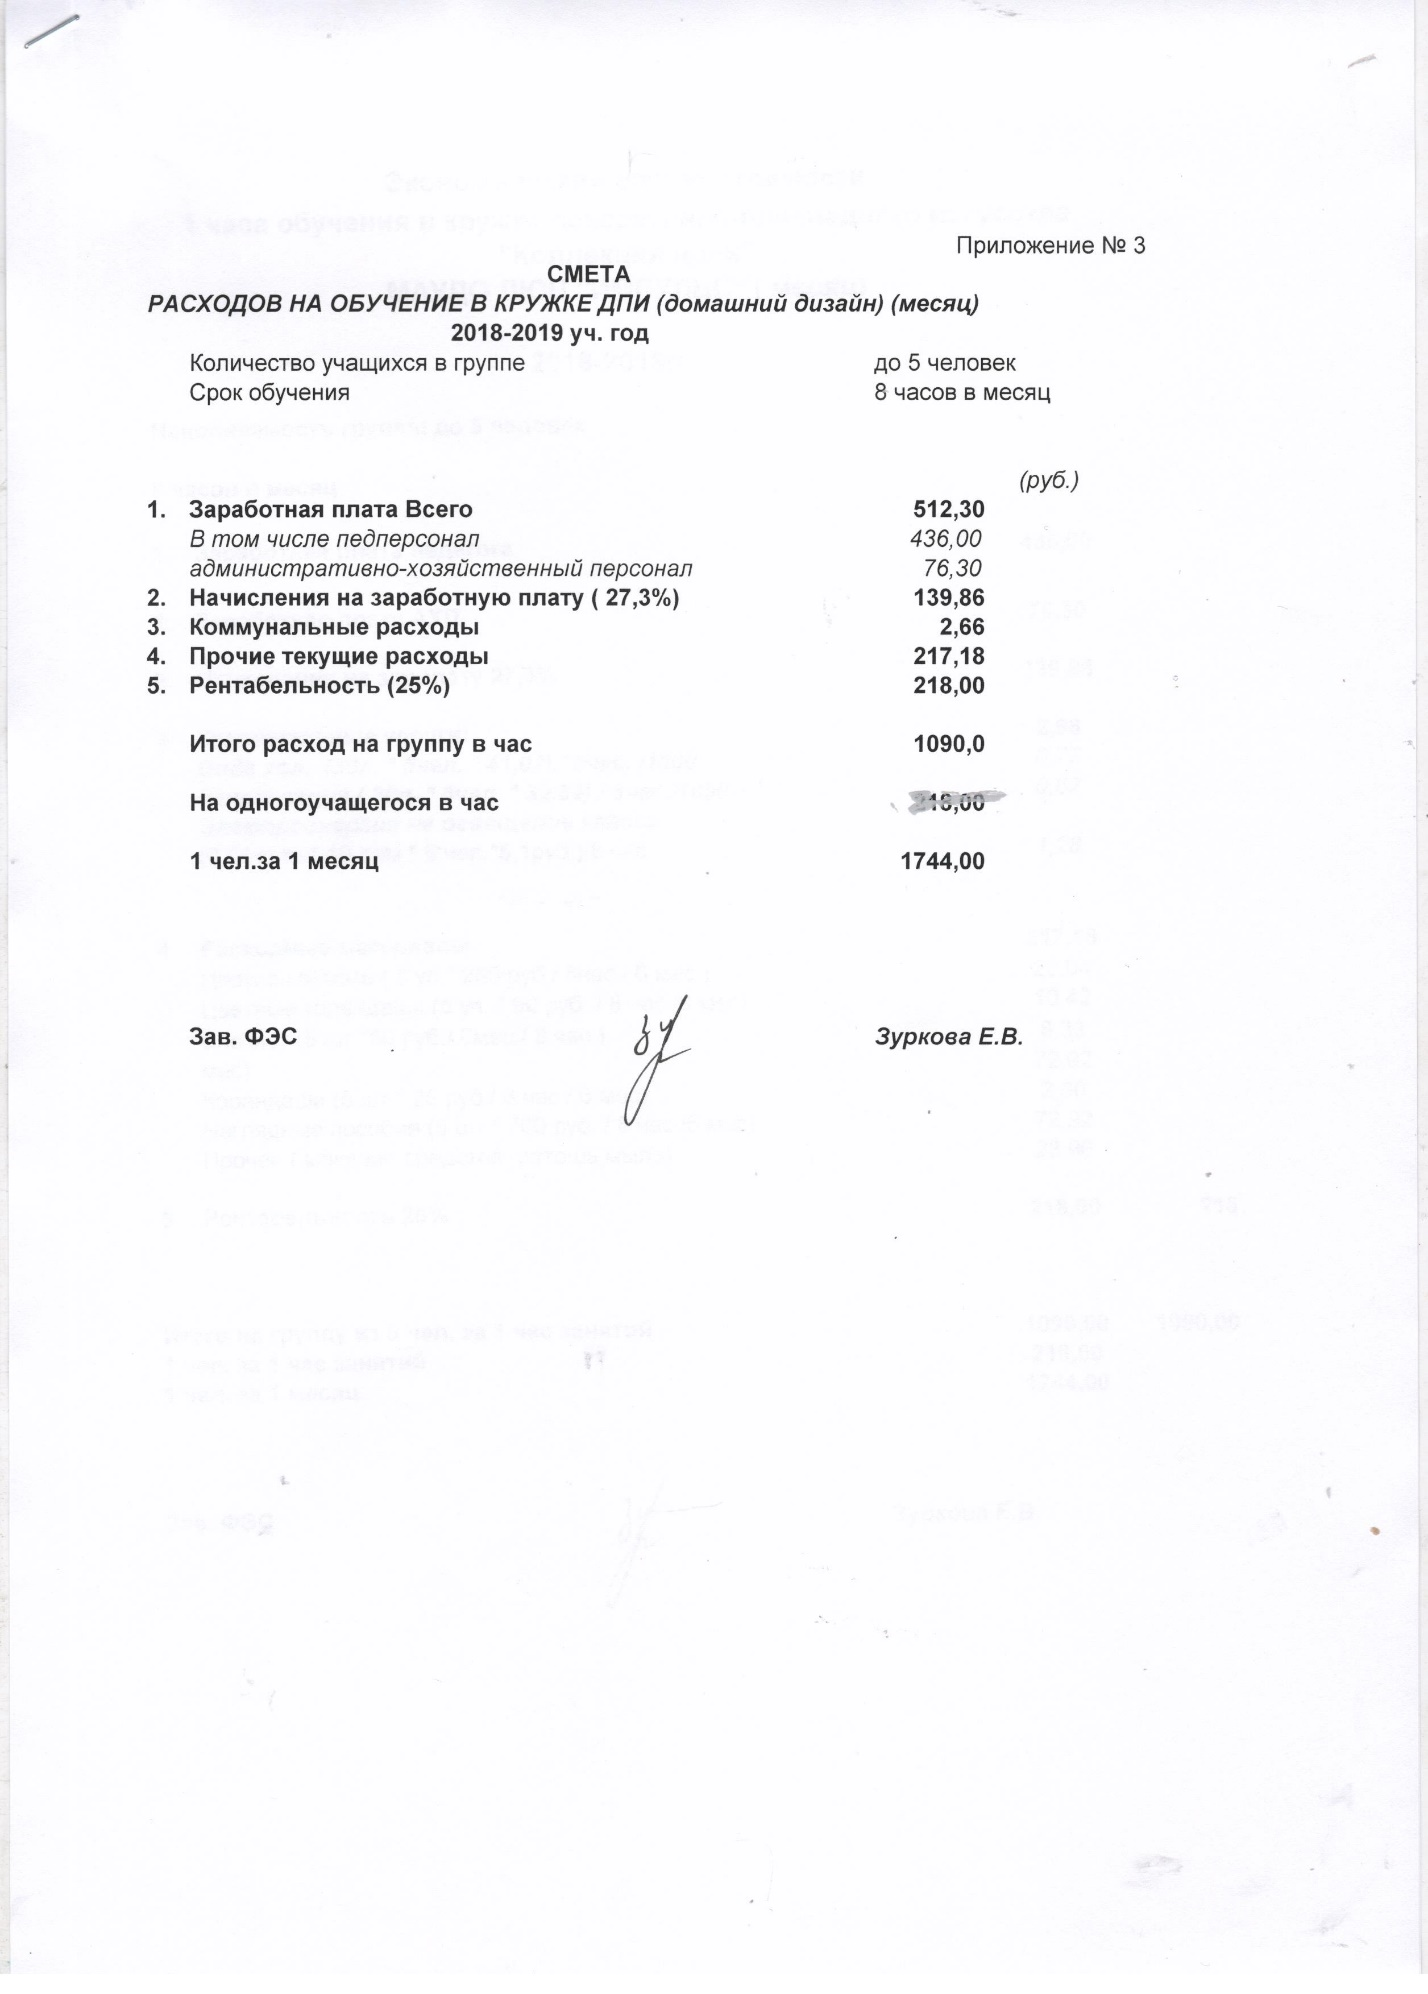 Приложение № 3
СМЕТА
РАСХОДОВ НА ОБУЧЕНИЕ В КРУЖКЕ ДПИ (домашний дизайн) (месяц)
2018-2019 уч. год
Количество учащихся в группе до 5 человек
Срок обучения 8 часов в месяц
(руб.)
1. Заработная плата Всего 512,30
В том числе педперсонал 436,00
административно-хозяйственный персонал 76,30
2. Начисления на заработную плату ( 27,3%) 139,86
3. Коммунальные расходы 2,66
4. Прочие текущие расходы 217,18
5. Рентабельность (25%) 218,00
Итого расход на группу в час 1090,0
На одногоучащегося в час 218,00
1 чел.за 1 месяц 1744,00
Зав. ФЭС Зуркова Е.В.